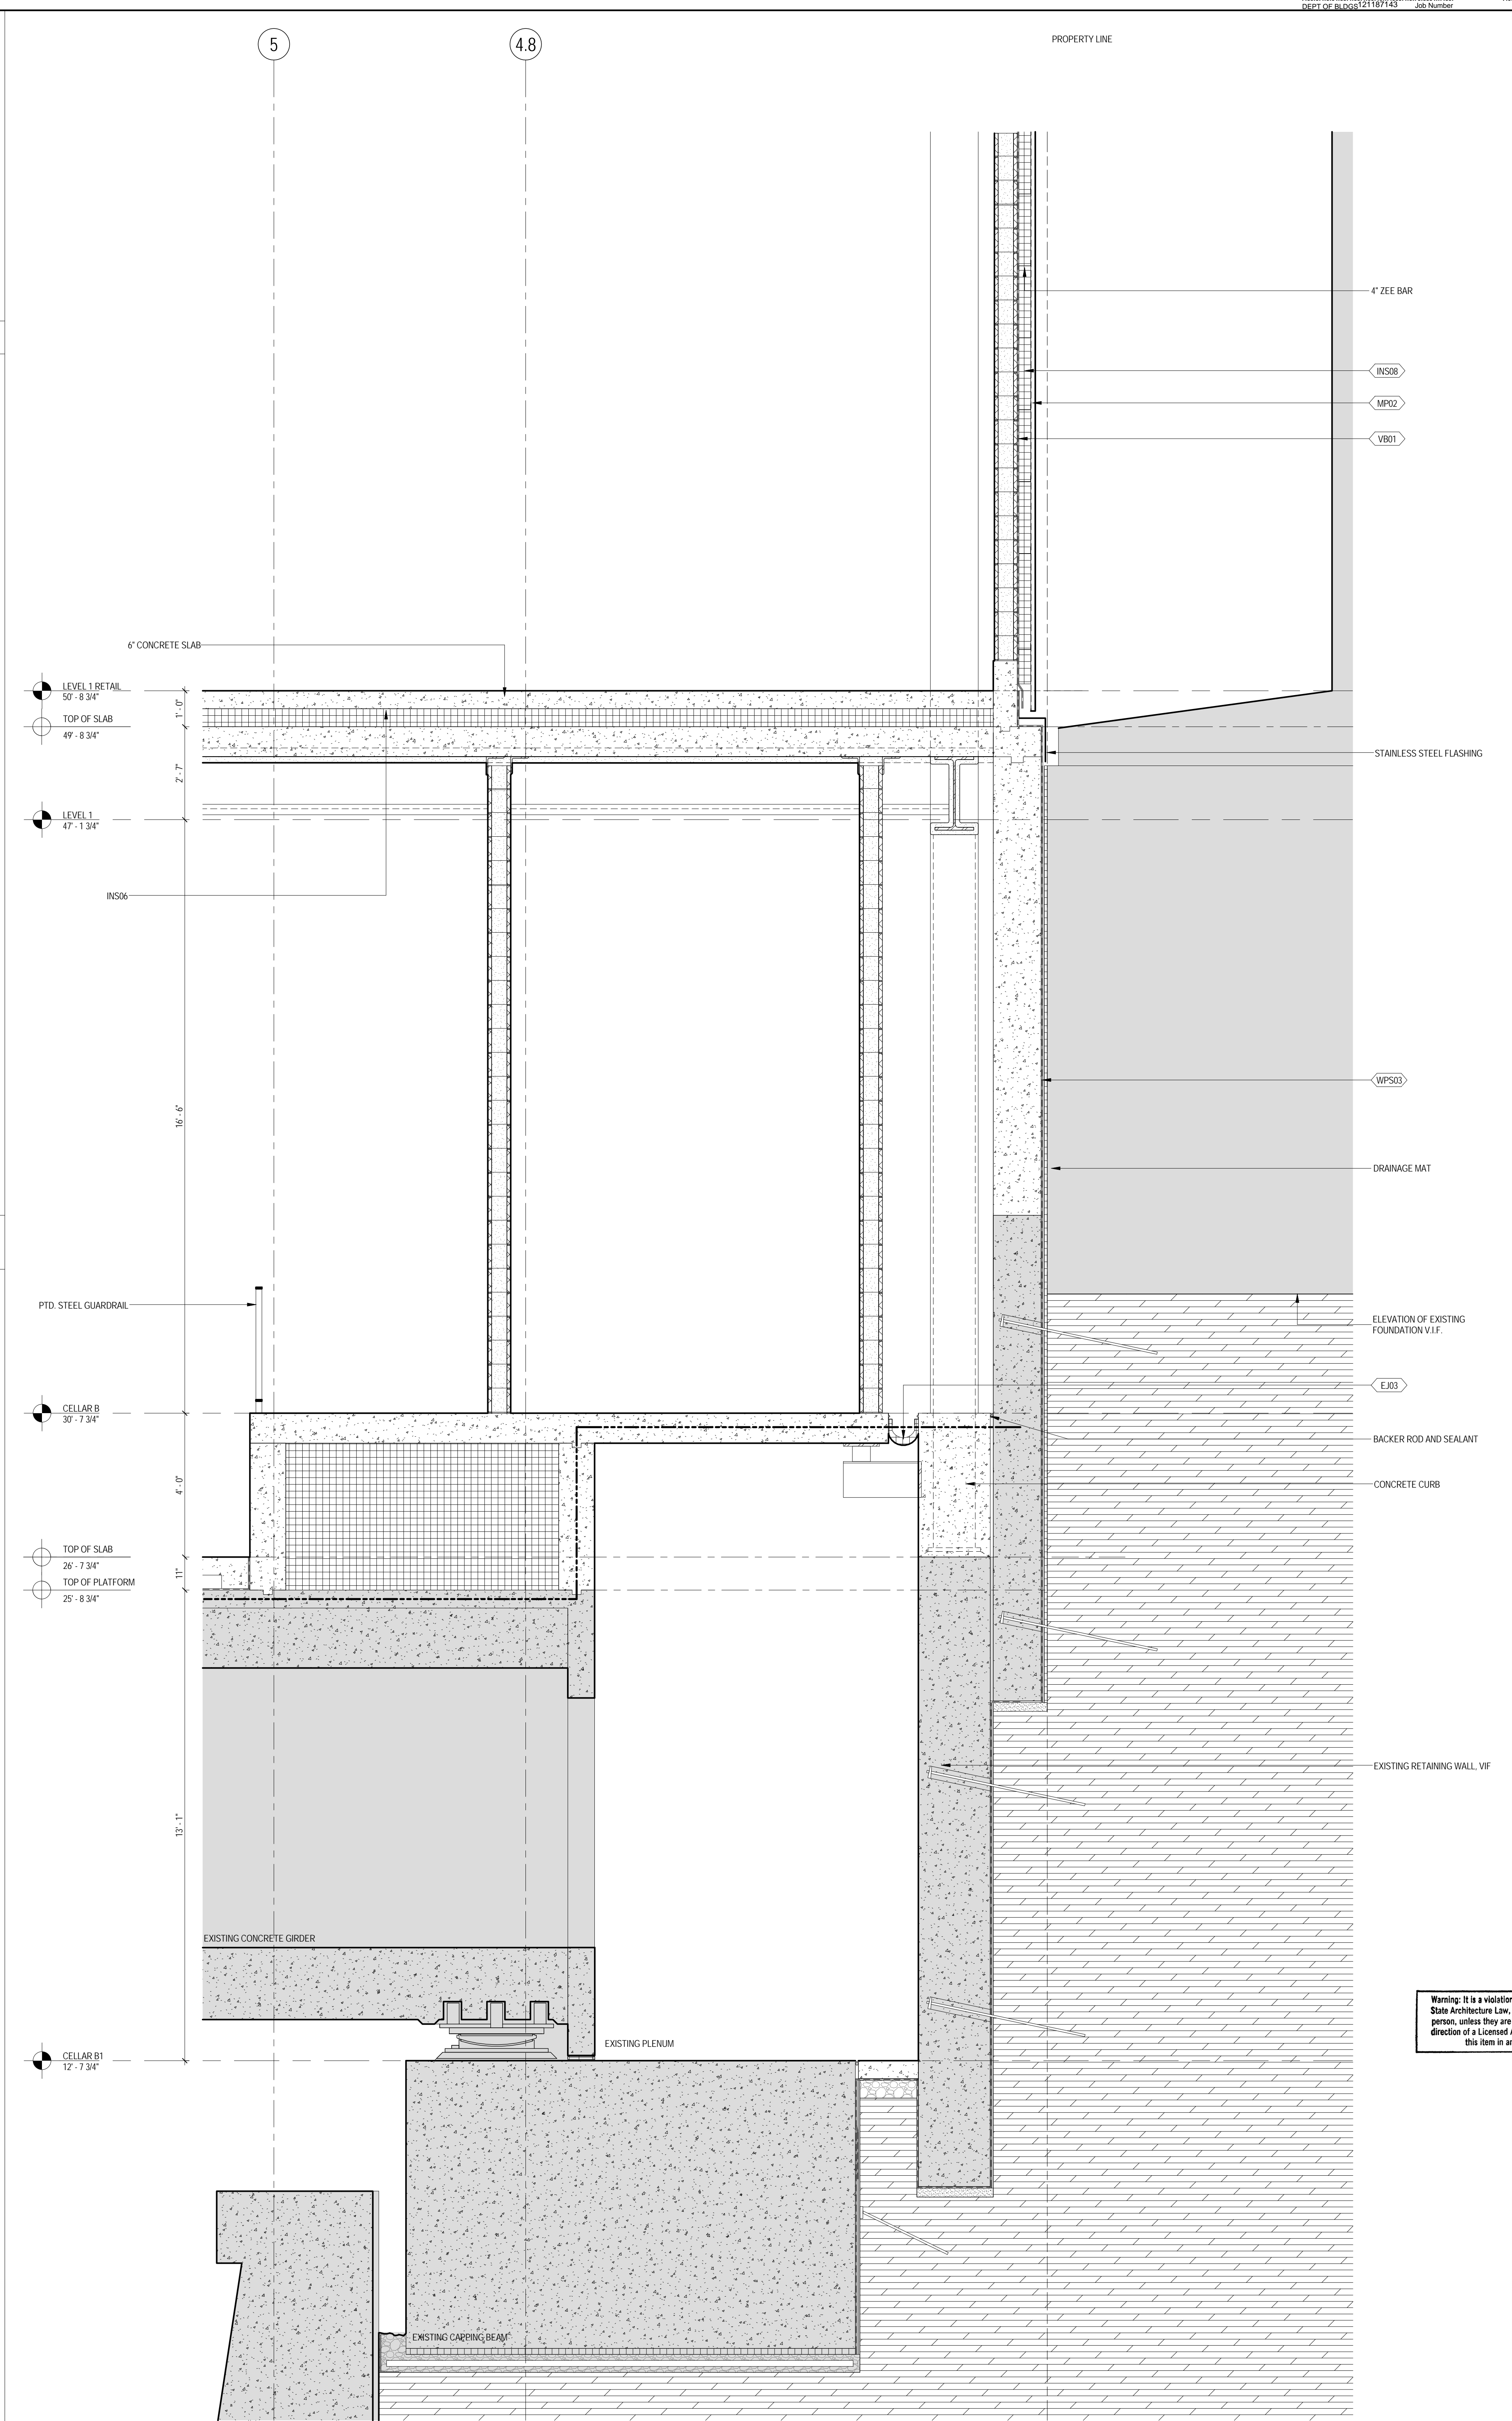 DEPT OF BLDGS121187143 Job Number
5
4.8
PROPERTY LINE
4" ZEE BAR
INS08
MP02
VB01
6" CONCRETE SLAB
LEVEL 1 RETAIL
50' - 8 3/4"
1' - 0"
TOP OF SLAB
49' - 8 3/4"
STAINLESS STEEL FLASHING
2' - 7"
LEVEL 1
47' - 1 3/4"
INS06
WPS03
16' - 6"
DRAINAGE MAT
PTD. STEEL GUARDRAIL
ELEVATION OF EXISTING
FOUNDATION V.I.F.
EJ03
CELLAR B
30' - 7 3/4"
BACKER ROD AND SEALANT
4' - 0"
CONCRETE CURB
TOP OF SLAB
26' - 7 3/4"
11"
TOP OF PLATFORM
25' - 8 3/4"
EXISTING RETAINING WALL, VIF
13' - 1"
EXISTING CONCRETE GIRDER
Warning: It is a violation
State Architecture Law,
person, unless they are
direction of a Licensed A
this item in an
EXISTING PLENUM
CELLAR B1
12' - 7 3/4"
EXISTING CAPPING BEAM